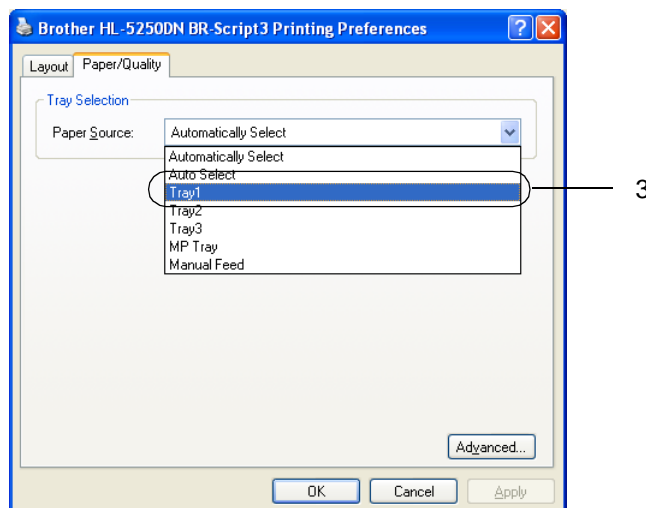 Brother HL-5250DN BR-Script3 Printing Preferences
Layout Paper/Quality
Tray Selection
Paper Source: Automatically Select
Automatically Select
Auto Select
Tray1
3
Tray2
Tray3
MP Tray
Manual Feed
Advanced...
OK Cancel Apply